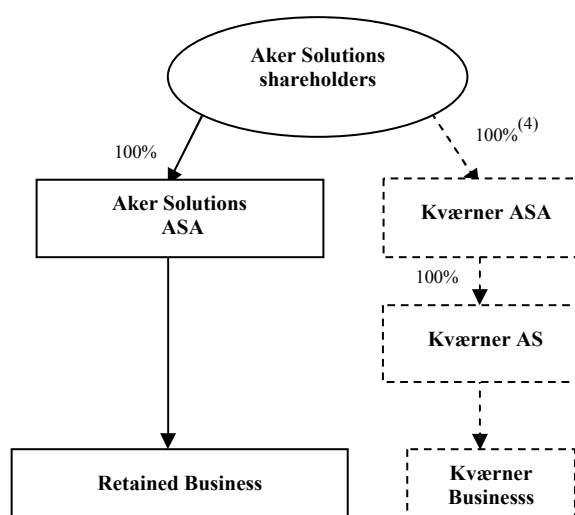 Aker Solutions
shareholders
100%
100%(4)
Aker Solutions
ASA
Kværner ASA
100%
Kværner AS
Retained Business
Kværner
Businesss